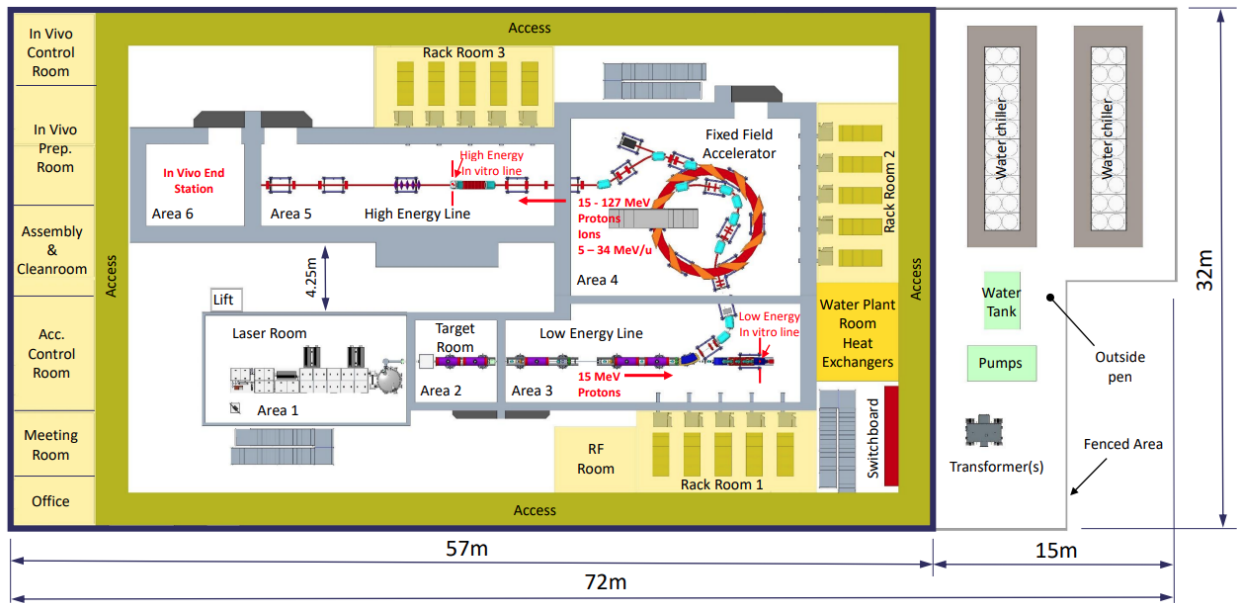 In Vivo
Control
Room
In Vivo
Prep.
Room
Assembly
&
Cleanroom
Acc.
Control
Room
Meeting
Room
Office
Access
Access
Access
Access
Rack Room 3
In Vivo End
Station
Area 6
Area 5
High Energy
In vitro line
High Energy Line
Fixed Field
Accelerator
15 - 127 MeV
Protons
Ions
5 – 34 MeV/u
Area 4
Rack Room 2
4.25m
Lift
Laser Room
Area 1
Target
Room
Area 2
Low Energy Line
Low Energy
In vitro line
Area 3
15 MeV
Protons
Water Plant
Room
Heat
Exchangers
RF
Room
Rack Room 1
Switchboard
Water chiller
Water chiller
Water
Tank
Pumps
Outside
pen
Transformer(s)
Fenced Area
32m
57m
15m
72m